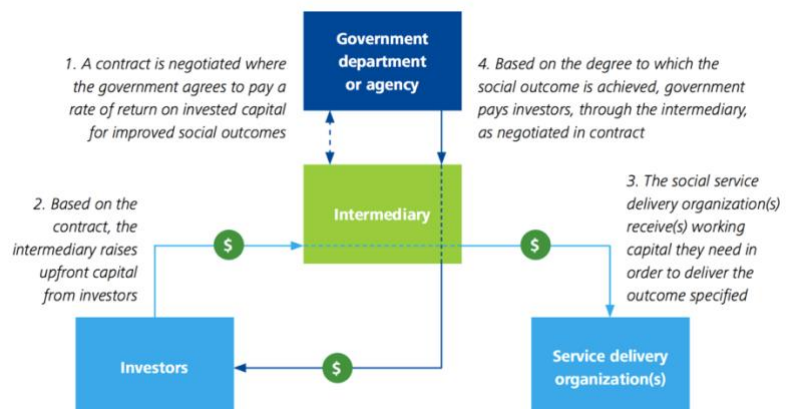 Government
department
or agency
1. A contract is negotiated where
the government agrees to pay a
rate of return on invested capital
for improved social outcomes
4. Based on the degree to which the
social outcome is achieved, government
pays investors, through the intermediary,
as negotiated in contract
Intermediary
2. Based on the
contract, the
intermediary raises
upfront capital
from investors
3. The social service
delivery organization(s)
receive(s) working
capital they need in
order to deliver the
outcome specified
$
$
Investors
$
Service delivery
organization(s)